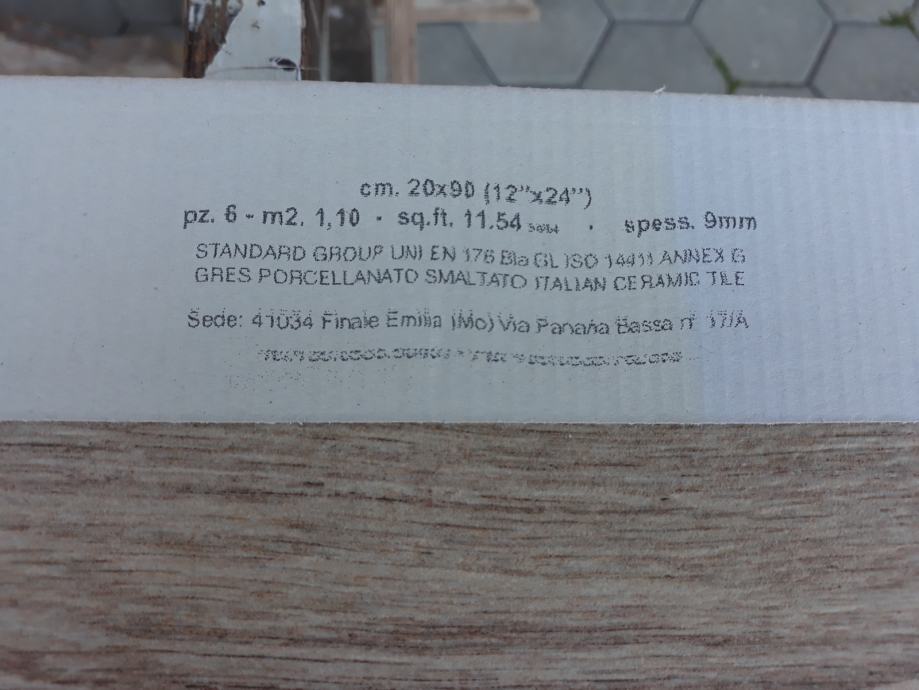 cm. 20x90 (12"x24")
pz. 6 - m2. 1,10 - sq.ft. 11.54 · spess. 9mm
STANDARD GROUP UNI EN 176 BIa GL ISO 14411 ANNEX G
GRES PORCELLANATO SMALTATO ITALIAN CERAMIC TILE
Sede: 41034 Finale Emilia (Mo) Via Panaria Bassa n° 17/A